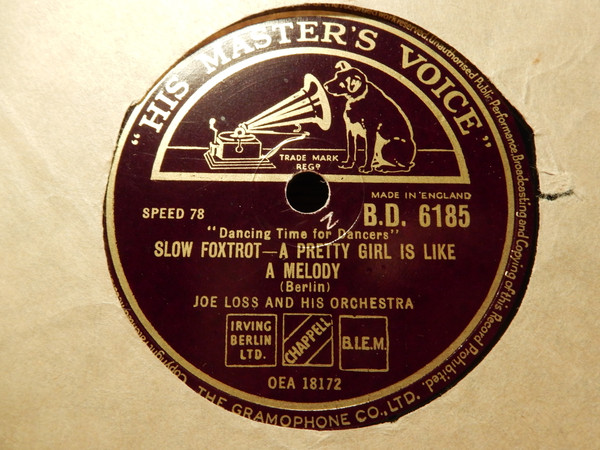 "HIS MASTER'S VOICE"
TRADE MARK
REGD
MADE IN ENGLAND
SPEED 78
B.D. 6185
"Dancing Time for Dancers"
SLOW FOXTROT—A PRETTY GIRL IS LIKE
A MELODY
(Berlin)
JOE LOSS AND HIS ORCHESTRA
IRVING
BERLIN
LTD.
CHAPPELL
B.I.E.M.
OEA 18172
THE GRAMOPHONE CO., LTD.
reserved, unauthorised Public Performance, Broadcasting and Copying of this Record Prohibited.